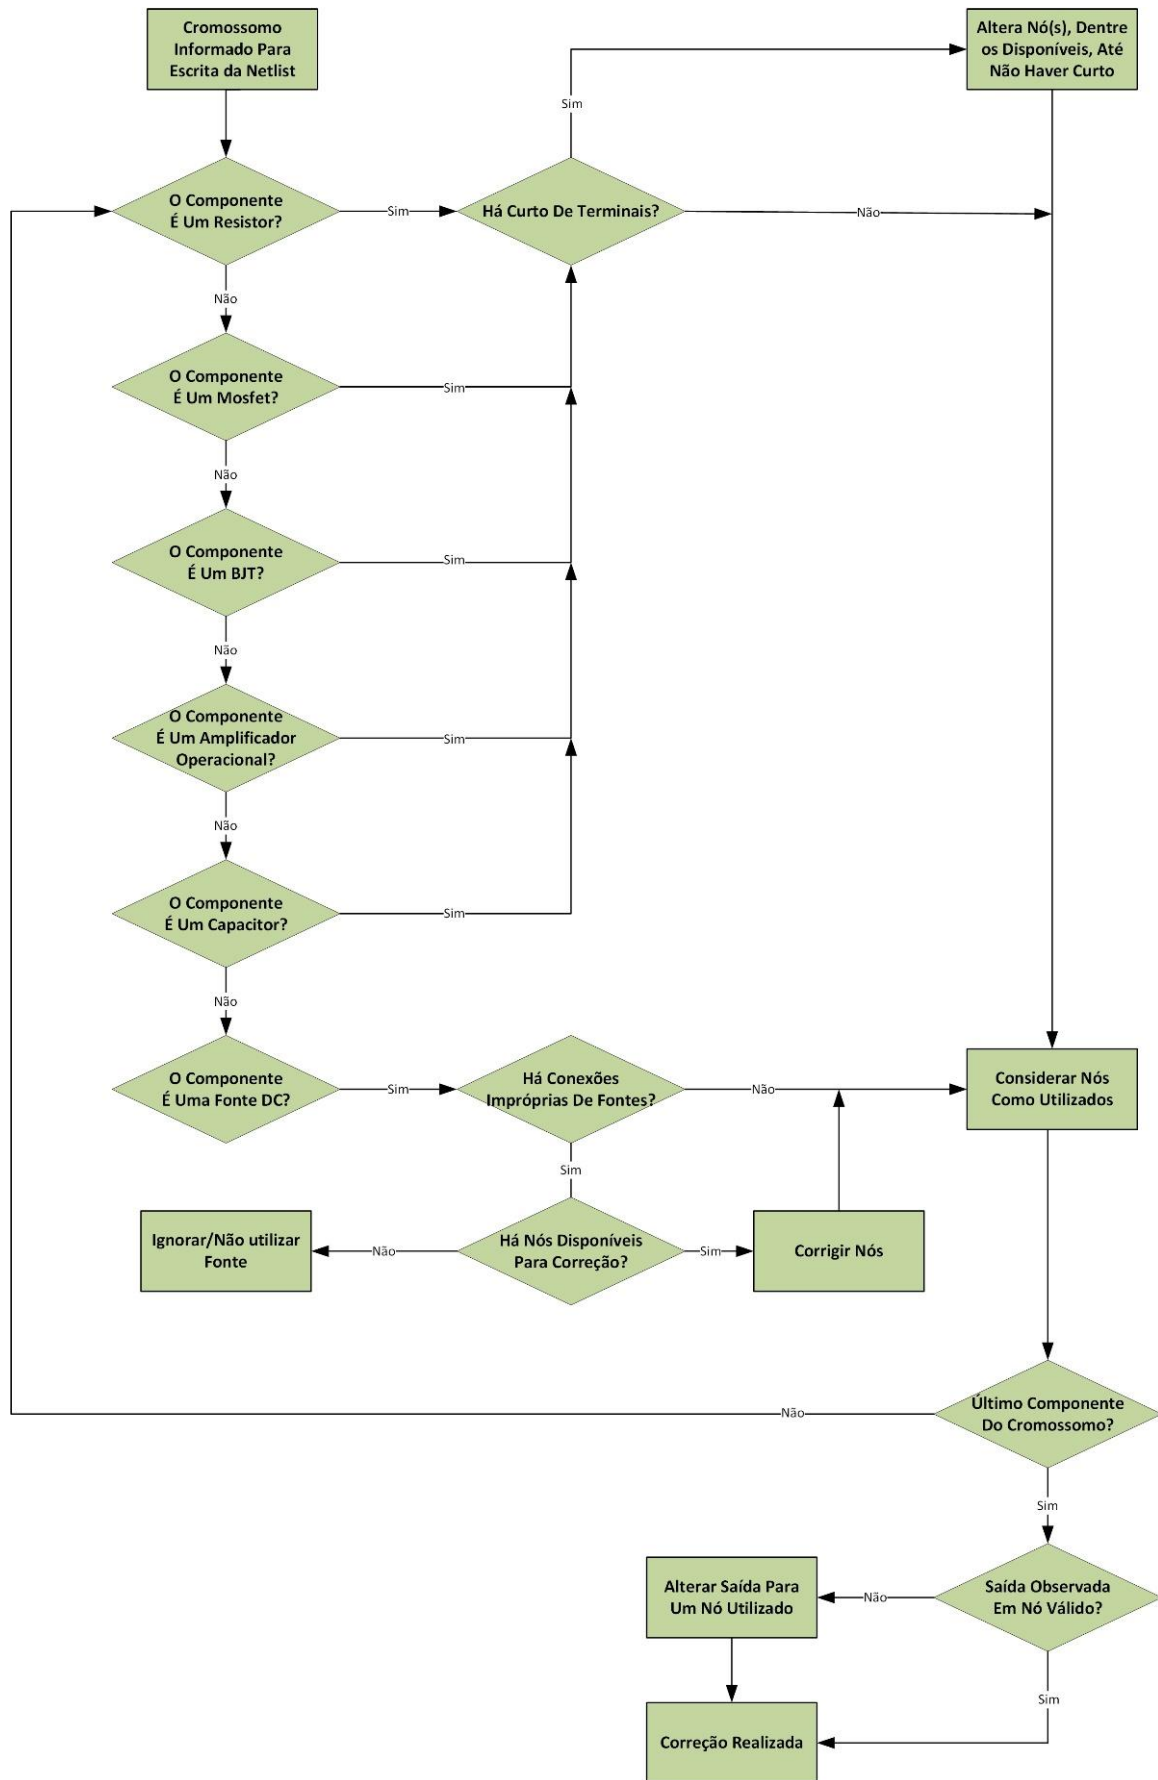 Cromossomo
Informado Para
Escrita da Netlist
Altera Nó(s), Dentre
os Disponíveis, Até
Não Haver Curto
Sim
O Componente
É Um Resistor?
Sim
Há Curto De Terminais?
Não
Não
O Componente
É Um Mosfet?
Sim
Não
O Componente
É Um BJT?
Sim
Não
O Componente
É Um Amplificador
Operacional?
Sim
Não
O Componente
É Um Capacitor?
Sim
Não
O Componente
É Uma Fonte DC?
Sim
Há Conexões
Impróprias De Fontes?
Não
Considerar Nós
Como Utilizados
Sim
Ignorar/Não utilizar
Fonte
Não
Há Nós Disponíveis
Para Correção?
Sim
Corrigir Nós
Último Componente
Do Cromossomo?
Não
Sim
Alterar Saída Para
Um Nó Utilizado
Não
Saída Observada
Em Nó Válido?
Sim
Correção Realizada